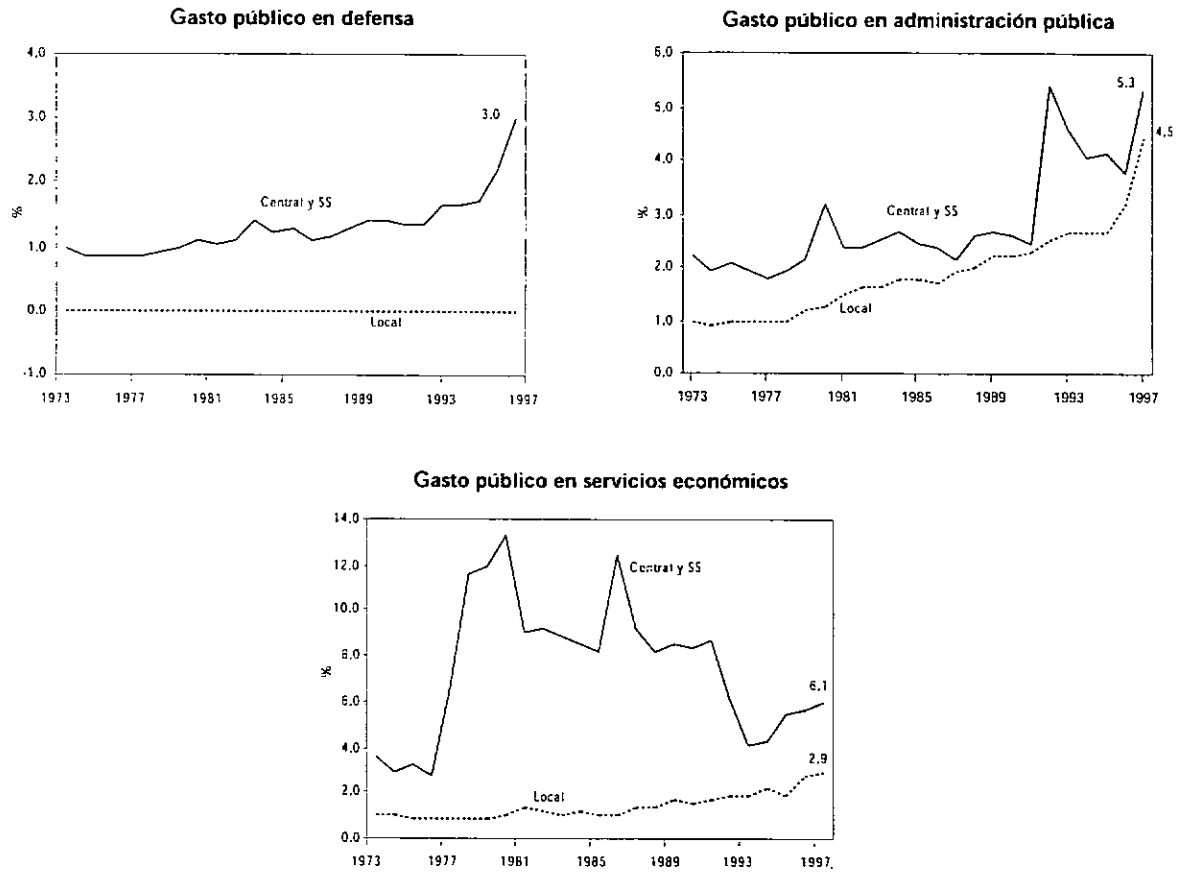 Gasto público en defensa
4.0
3.0
2.0
1.0
0.0
-1.0
%
3.0
Central y SS
Local
1973 1977 1981 1985 1989 1993 1997
Gasto público en administración pública
6.0
5.0
4.0
3.0
2.0
1.0
0.0
%
5.3
4.5
Central y SS
Local
1973 1977 1981 1985 1989 1993 1997
Gasto público en servicios económicos
14.0
12.0
10.0
8.0
6.0
4.0
2.0
0.0
%
Central y SS
6.1
2.9
Local
1973 1977 1981 1985 1989 1993 1997